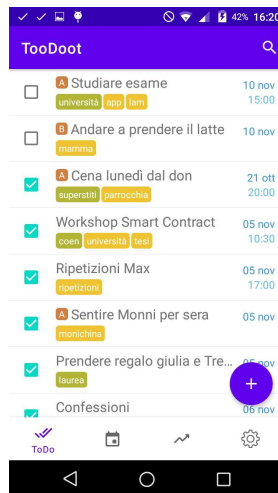 42% 16:20
TooDoot
A Studiare esame 10 nov
università app lam 15:00
B Andare a prendere il latte 10 nov
mamma
A Cena lunedì dal don 21 ott
superstiti parrocchia 20:00
Workshop Smart Contract 05 nov
coen università tesi 10:30
Ripetizioni Max 05 nov
ripetizioni 17:00
A Sentire Monni per sera 05 nov
monichina
Prendere regalo giulia e Tre... 05 nov
laurea
Confessioni 06 nov
ToDo